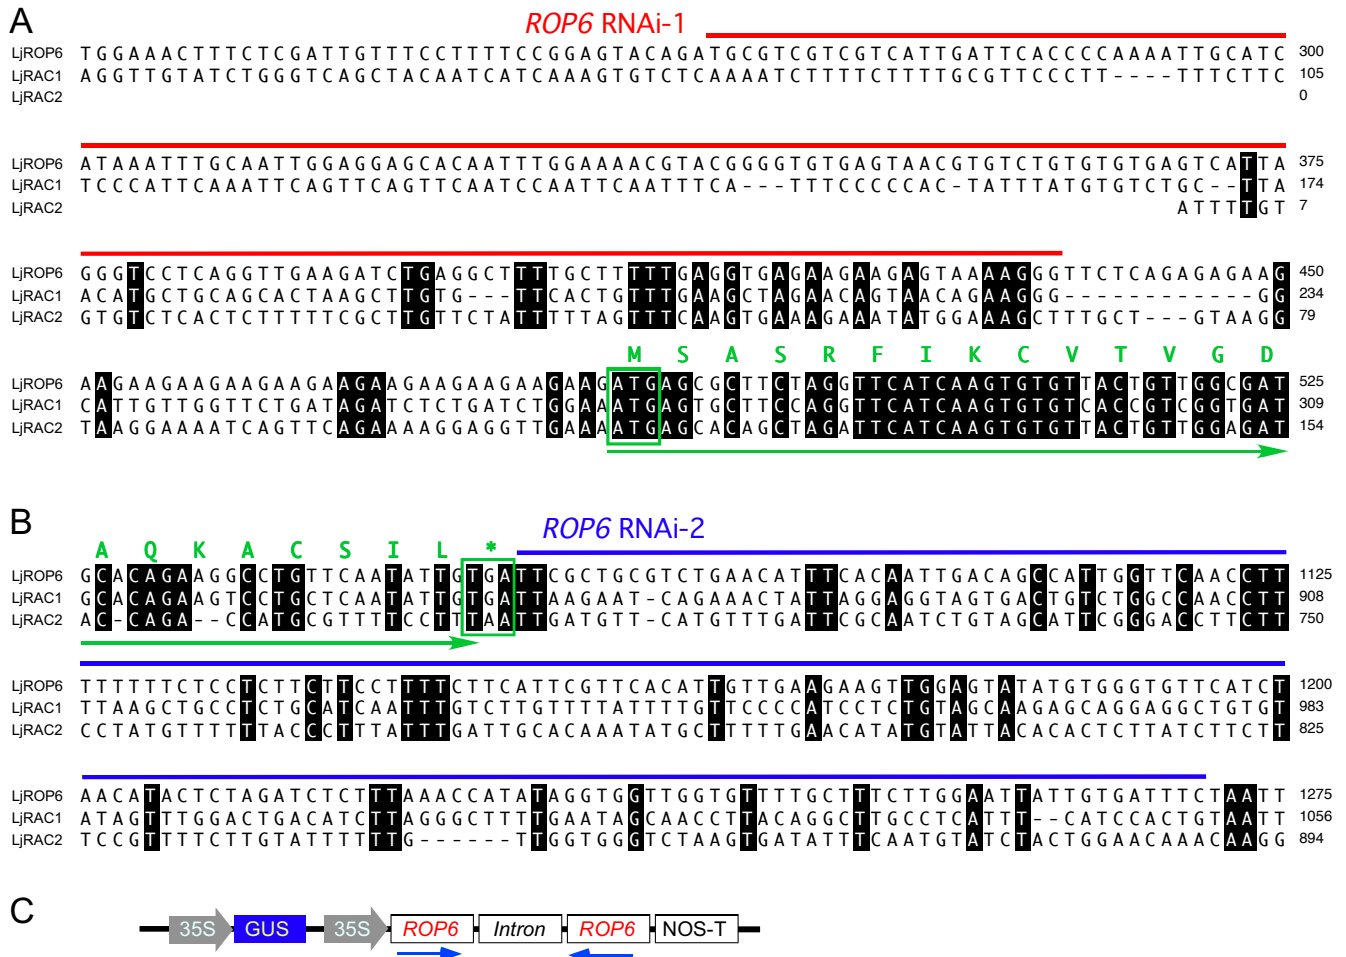 A
ROP6 RNAi-1
LjROP6 TGGAAACTTTCTCGATTGTTTCCTTTTCCGGAGTACAGATGCGTCGTCGTCATTGATTCACCCCAAAATTGCATC 300
LjRAC1 AGGTTGTATCTGGGTCAGCTACAATCATCAAAGTGTCTCAAAATCTTTTCTTTTGCGTTCCCTT----TTTCTTC 105
LjRAC2 0
LjROP6 ATAAATTTGCAATTGGAGGAGCACAATTTGGAAAACGTACGGGGTGTGAGTAACGTGTCTGTGTGTGAGTCATTA 375
LjRAC1 TCCCATTCAAATTCAGTTCAGTTCAATCCAATTCAATTTCA---TTTCCCCCAC-TATTTATGTGTCTGC--TTA 174
LjRAC2 ATTTTGT 7
LjROP6 GGGTCCTCAGGTTGAAGATCTGAGGCTTTTGCTTTTTTGAGGTGAGAAGAAGAGTAAAAGGGTTCTCAGAGAGAAG 450
LjRAC1 ACATGCTGCAGCACTAAGCTTGTG---TTCACTGTTTGAAGCTAGAACAGTAACAGAAGGG------------GG 234
LjRAC2 GTGTCTCACTCTTTTTCGCTTGTTCTATTTTTAGTTTCAAGTGAAAGAAATATGGAAAGCTTTGCT---GTAAGG 79
M S A S R F I K C V T V G D
LjROP6 AAGAAGAAGAAGAAGAAGAAGAAGAAGAAGAAGATGAGCGCTTCTAGGTTCATCAAGTGTGTTACTGTTGGCGAT 525
LjRAC1 CATTGTTGGTTCTGATAGATCTCTGATCTGGAAATGAGTGCTTCCAGGTTCATCAAGTGTGTCACCGTCGGTGAT 309
LjRAC2 TAAGGAAAATCAGTTCAGAAAAGGAGGTTGAAAATGAGCACAGCTAGATTCATCAAGTGTGTTACTGTTGGAGAT 154
B
ROP6 RNAi-2
A Q K A C S I L *
LjROP6 GCACAGAAGGCCTGTTCAATATTGTGATTCGCTGCGTCTGAACATTTCACAATTGACAGCCATTGGTTCAACCTT 1125
LjRAC1 GCACAGAAGTCCTGCTCAATATTGTGATTAAGAAT-CAGAAACTATTAGGAGGTAGTGACTGTCTGGCCAACCTT 908
LjRAC2 AC-CAGA--CCATGCGTTTTCCTTTAATTGATGTT-CATGTTTGATTCGCAATCTGTAGCATTCGGGACCTTCTT 750
LjROP6 TTTTTTCTCCTCTTCTTCCTTTTCTTCATTCGTTCACATTGTTGAAGAAGTTGGAGTATATGTGGGTGTTCATCT 1200
LjRAC1 TTAAGCTGCCTCTGCATCAATTTGTCTTGTTTTATTTTGTTCCCCATCCTCTGTAGCAAGAGCAGGAGGCTGTGT 983
LjRAC2 CCTATGTTTTTTACCCTTTATTTGATTGCACAAATATGCTTTTTGAACATATGTATTACACACTCTTATCTTCTT 825
LjROP6 AACATACTCTAGATCTCTTTAAACCATATAGGTGGTTGGTGTTTTGCTTTCTTGGAATTATTGTGATTTCTAATT 1275
LjRAC1 ATAGTTTGGACTGACATCTTAGGGCTTTTGAATAGCAACCTTACAGGCTTGCCTCATTT--CATCCACTGTAATT 1056
LjRAC2 TCCGTTTTCTTGTATTTTTTG------TTGGTGGGTCTAAGTGATATTTCAATGTATCTACTGGAACAAACAAGG 894
C
35S GUS 35S ROP6 Intron ROP6 NOS-T